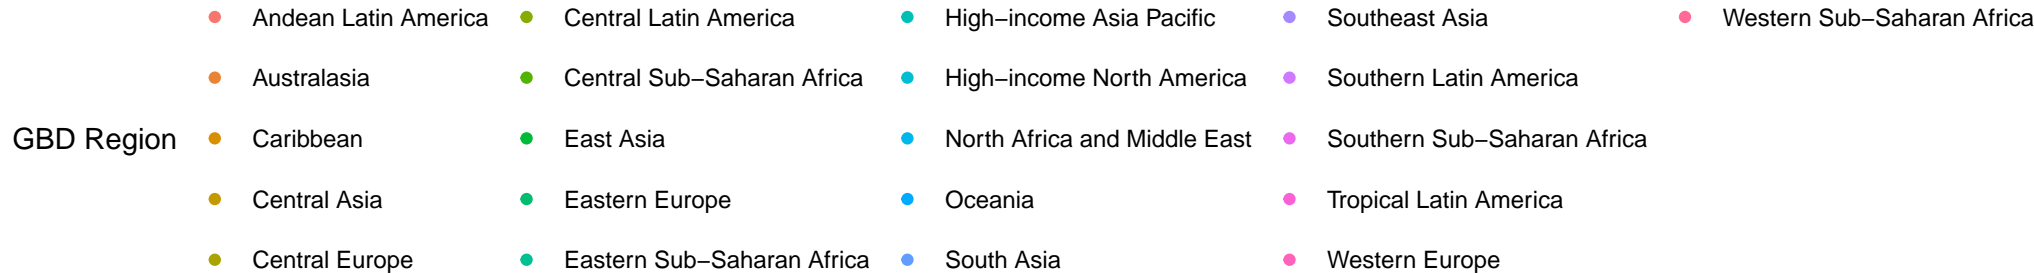 GBD Region
Andean Latin America
Australasia
Caribbean
Central Asia
Central Europe
Central Latin America
Central Sub−Saharan Africa
East Asia
Eastern Europe
Eastern Sub−Saharan Africa
High−income Asia Pacific
High−income North America
North Africa and Middle East
Oceania
South Asia
Southeast Asia
Southern Latin America
Southern Sub−Saharan Africa
Tropical Latin America
Western Europe
Western Sub−Saharan Africa